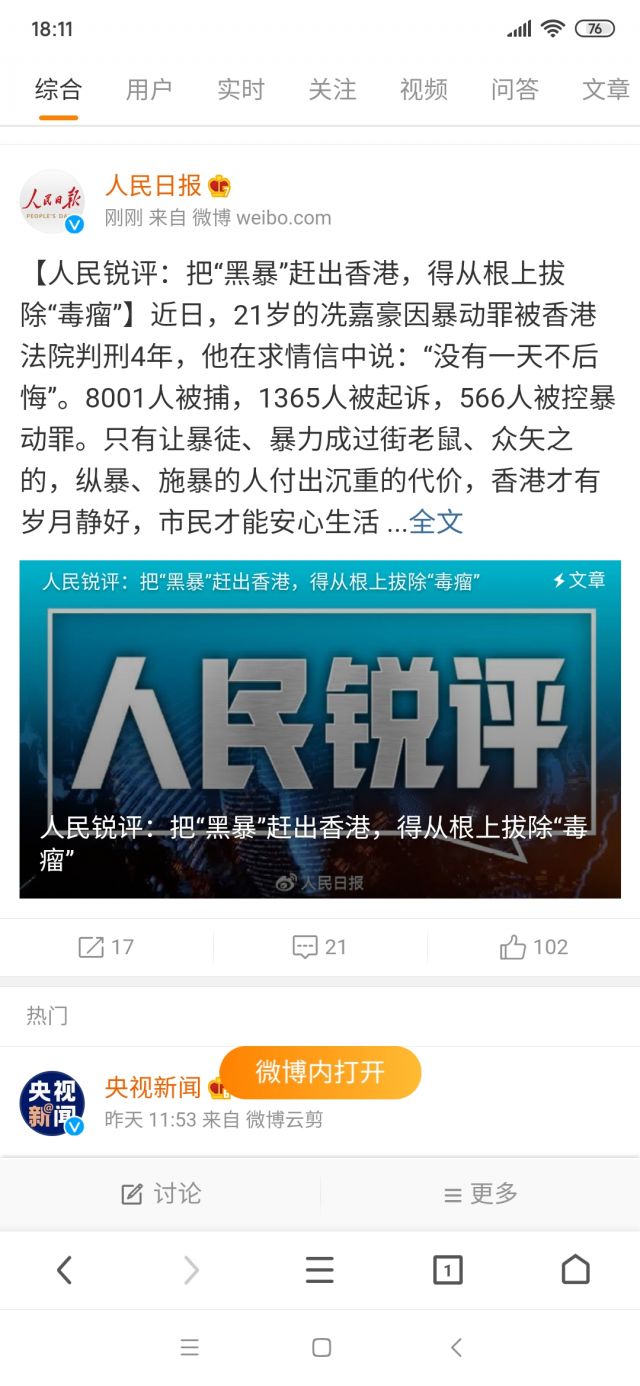 18:11
76
综合 用户 实时 关注 视频 问答 文章
人民日报
PEOPLE'S DA
人民日报
刚刚 来自 微博 weibo.com
【人民锐评：把“黑暴”赶出香港，得从根上拔
除“毒瘤”】近日，21岁的冼嘉豪因暴动罪被香港
法院判刑4年，他在求情信中说：“没有一天不后
悔”。8001人被捕，1365人被起诉，566人被控暴
动罪。只有让暴徒、暴力成过街老鼠、众矢之
的，纵暴、施暴的人付出沉重的代价，香港才有
岁月静好，市民才能安心生活 ...全文
人民锐评：把“黑暴”赶出香港，得从根上拔除“毒瘤” 文章
人民锐评
人民锐评：把“黑暴”赶出香港，得从根上拔除“毒
瘤”
人民日报
17 21 102
热门
微博内打开
央视
新闻
央视新闻
昨天 11:53 来自 微博云剪
讨论 更多
1